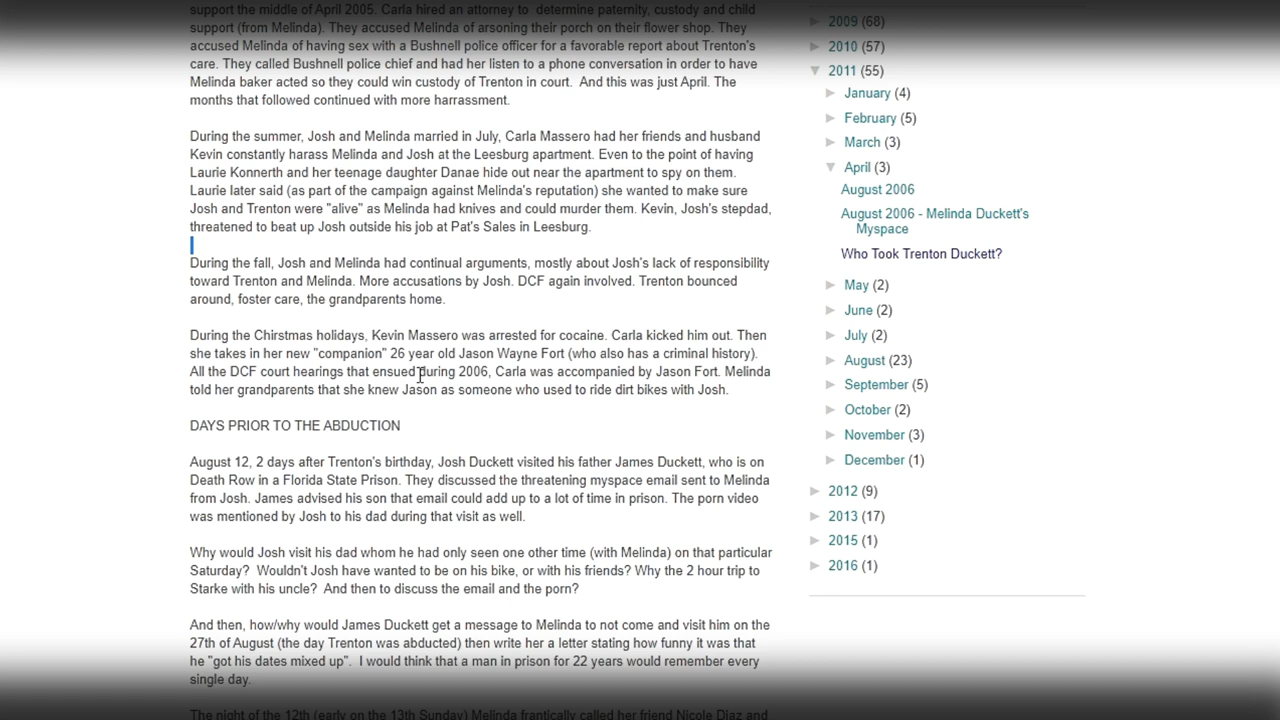 support the middle of April 2005. Carla hired an attorney to determine paternity, custody and child
support (from Melinda). They accused Melinda of arsoning their porch on their flower shop. They
accused Melinda of having sex with a Bushnell police officer for a favorable report about Trenton's
care. They called Bushnell police chief and had her listen to a phone conversation in order to have
Melinda baker acted so they could win custody of Trenton in court. And this was just April. The
months that followed continued with more harrassment.
During the summer, Josh and Melinda married in July, Carla Massero had her friends and husband
Kevin constantly harass Melinda and Josh at the Leesburg apartment. Even to the point of having
Laurie Konnerth and her teenage daughter Danae hide out near the apartment to spy on them.
Laurie later said (as part of the campaign against Melinda's reputation) she wanted to make sure
Josh and Trenton were "alive" as Melinda had knives and could murder them. Kevin, Josh's stepdad,
threatened to beat up Josh outside his job at Pat's Sales in Leesburg.
During the fall, Josh and Melinda had continual arguments, mostly about Josh's lack of responsibility
toward Trenton and Melinda. More accusations by Josh. DCF again involved. Trenton bounced
around, foster care, the grandparents home.
During the Chirstmas holidays, Kevin Massero was arrested for cocaine. Carla kicked him out. Then
she takes in her new "companion" 26 year old Jason Wayne Fort (who also has a criminal history).
All the DCF court hearings that ensued during 2006, Carla was accompanied by Jason Fort. Melinda
told her grandparents that she knew Jason as someone who used to ride dirt bikes with Josh.
DAYS PRIOR TO THE ABDUCTION
August 12, 2 days after Trenton's birthday, Josh Duckett visited his father James Duckett, who is on
Death Row in a Florida State Prison. They discussed the threatening myspace email sent to Melinda
from Josh. James advised his son that email could add up to a lot of time in prison. The porn video
was mentioned by Josh to his dad during that visit as well.
Why would Josh visit his dad whom he had only seen one other time (with Melinda) on that particular
Saturday? Wouldn't Josh have wanted to be on his bike, or with his friends? Why the 2 hour trip to
Starke with his uncle? And then to discuss the email and the porn?
And then, how/why would James Duckett get a message to Melinda to not come and visit him on the
27th of August (the day Trenton was abducted) then write her a letter stating how funny it was that
he "got his dates mixed up". I would think that a man in prison for 22 years would remember every
single day.
The night of the 12th (early on the 13th Sunday) Melinda frantically called her friend Nicole Diaz and
2009 (68)
2010 (57)
2011 (55)
January (4)
February (5)
March (3)
April (3)
August 2006
August 2006 - Melinda Duckett's
Myspace
Who Took Trenton Duckett?
May (2)
June (2)
July (2)
August (23)
September (5)
October (2)
November (3)
December (1)
2012 (9)
2013 (17)
2015 (1)
2016 (1)